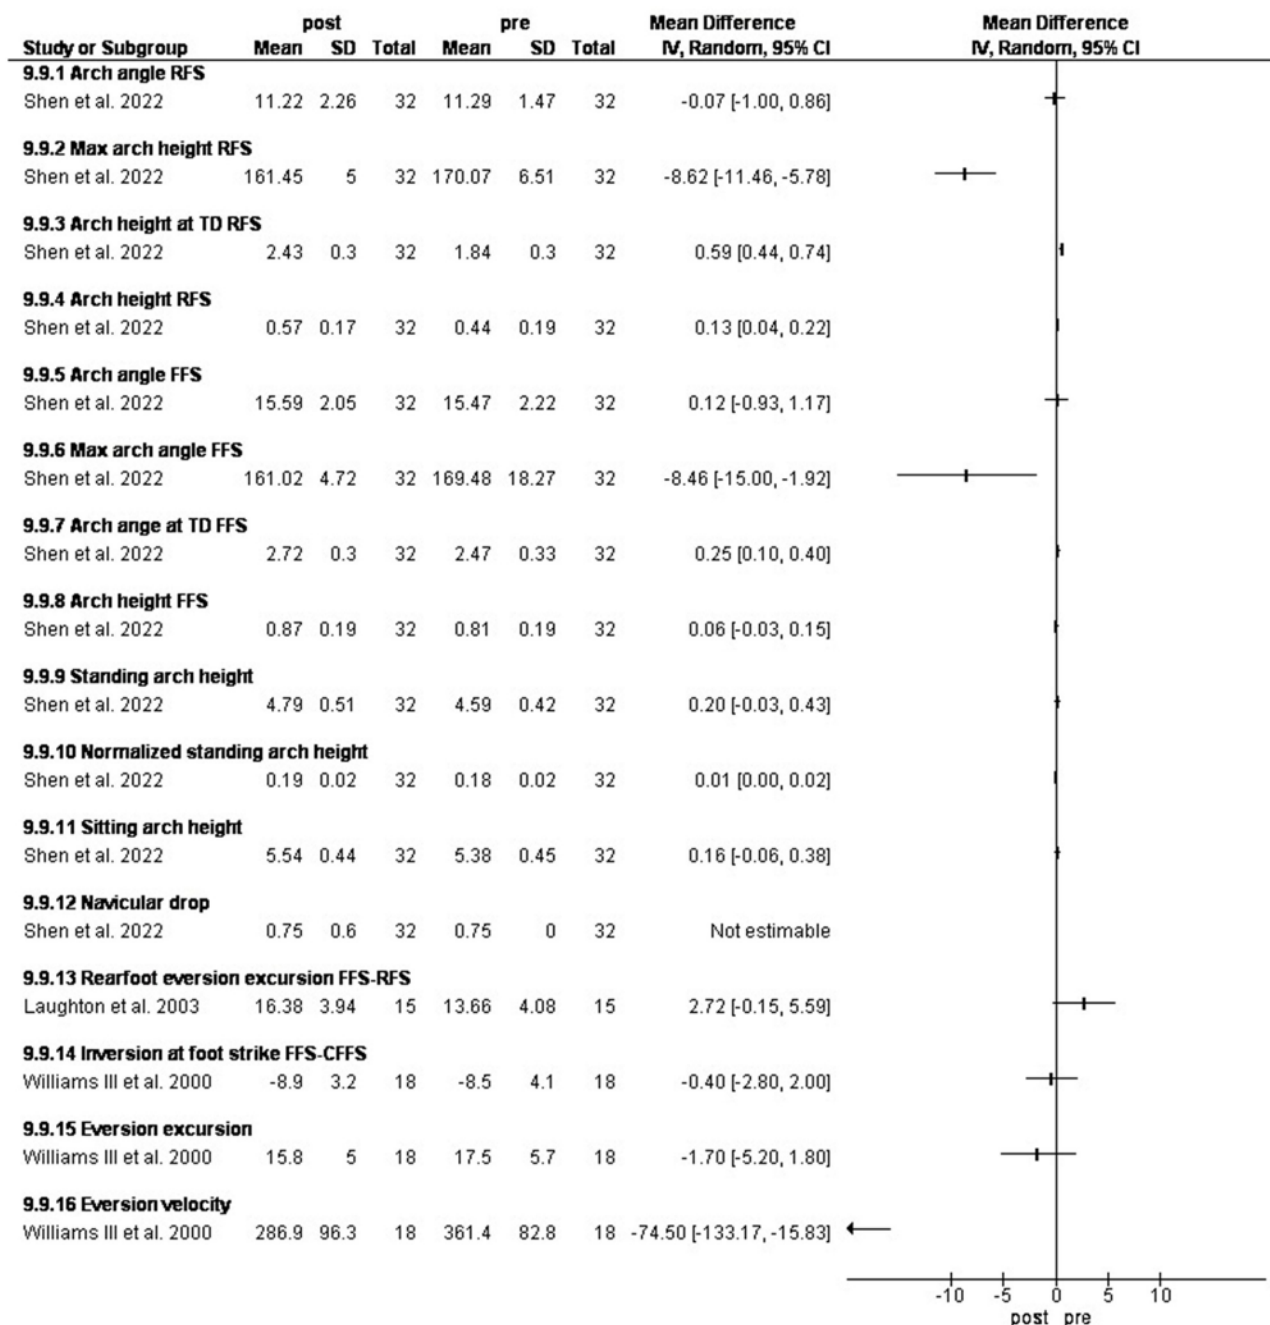 post pre Mean Difference Mean Difference
Study or Subgroup Mean SD Total Mean SD Total IV, Random, 95% CI IV, Random, 95% CI
9.9.1 Arch angle RFS
Shen et al. 2022 11.22 2.26 32 11.29 1.47 32 -0.07 [-1.00, 0.86]
9.9.2 Max arch height RFS
Shen et al. 2022 161.45 5 32 170.07 6.51 32 -8.62 [-11.46, -5.78]
9.9.3 Arch height at TD RFS
Shen et al. 2022 2.43 0.3 32 1.84 0.3 32 0.59 [0.44, 0.74]
9.9.4 Arch height RFS
Shen et al. 2022 0.57 0.17 32 0.44 0.19 32 0.13 [0.04, 0.22]
9.9.5 Arch angle FFS
Shen et al. 2022 15.59 2.05 32 15.47 2.22 32 0.12 [-0.93, 1.17]
9.9.6 Max arch angle FFS
Shen et al. 2022 161.02 4.72 32 169.48 18.27 32 -8.46 [-15.00, -1.92]
9.9.7 Arch ange at TD FFS
Shen et al. 2022 2.72 0.3 32 2.47 0.33 32 0.25 [0.10, 0.40]
9.9.8 Arch height FFS
Shen et al. 2022 0.87 0.19 32 0.81 0.19 32 0.06 [-0.03, 0.15]
9.9.9 Standing arch height
Shen et al. 2022 4.79 0.51 32 4.59 0.42 32 0.20 [-0.03, 0.43]
9.9.10 Normalized standing arch height
Shen et al. 2022 0.19 0.02 32 0.18 0.02 32 0.01 [0.00, 0.02]
9.9.11 Sitting arch height
Shen et al. 2022 5.54 0.44 32 5.38 0.45 32 0.16 [-0.06, 0.38]
9.9.12 Navicular drop
Shen et al. 2022 0.75 0.6 32 0.75 0 32 Not estimable
9.9.13 Rearfoot eversion excursion FFS-RFS
Laughton et al. 2003 16.38 3.94 15 13.66 4.08 15 2.72 [-0.15, 5.59]
9.9.14 Inversion at foot strike FFS-CFFS
Williams III et al. 2000 -8.9 3.2 18 -8.5 4.1 18 -0.40 [-2.80, 2.00]
9.9.15 Eversion excursion
Williams III et al. 2000 15.8 5 18 17.5 5.7 18 -1.70 [-5.20, 1.80]
9.9.16 Eversion velocity
Williams III et al. 2000 286.9 96.3 18 361.4 82.8 18 -74.50 [-133.17, -15.83]
-10 -5 0 5 10
post pre